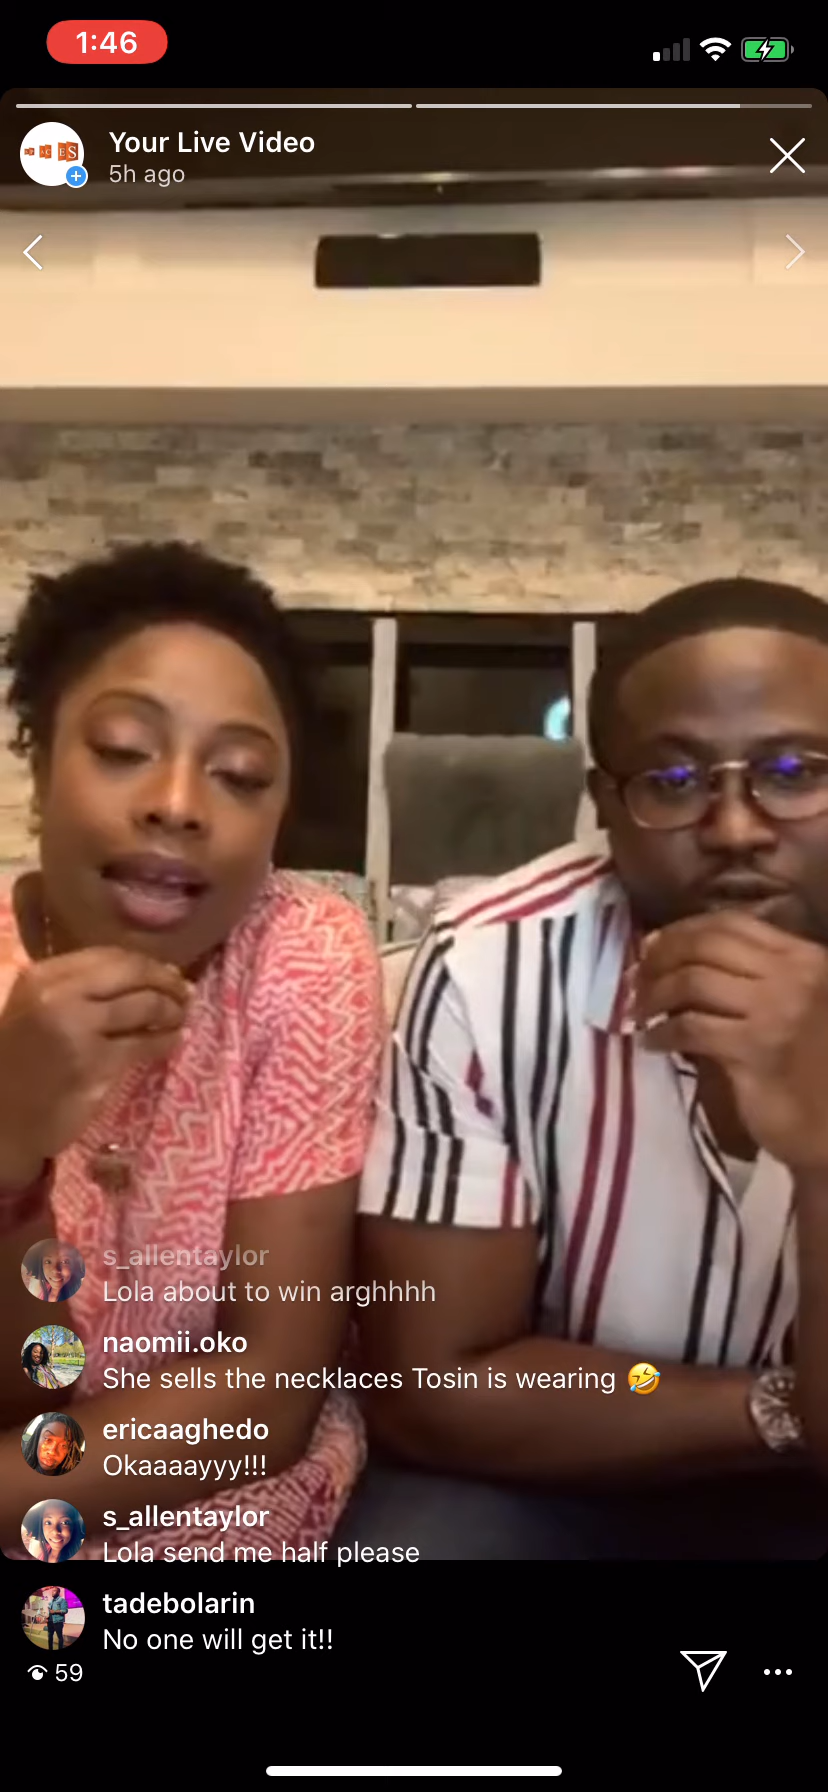 1:46
Your Live Video
5h ago
s_allentaylor
Lola about to win arghhhh
naomii.oko
She sells the necklaces Tosin is wearing 🤣
ericaaghedo
Okaaaayyy!!!
s_allentaylor
Lola send me half please
tadebolarin
No one will get it!!
59